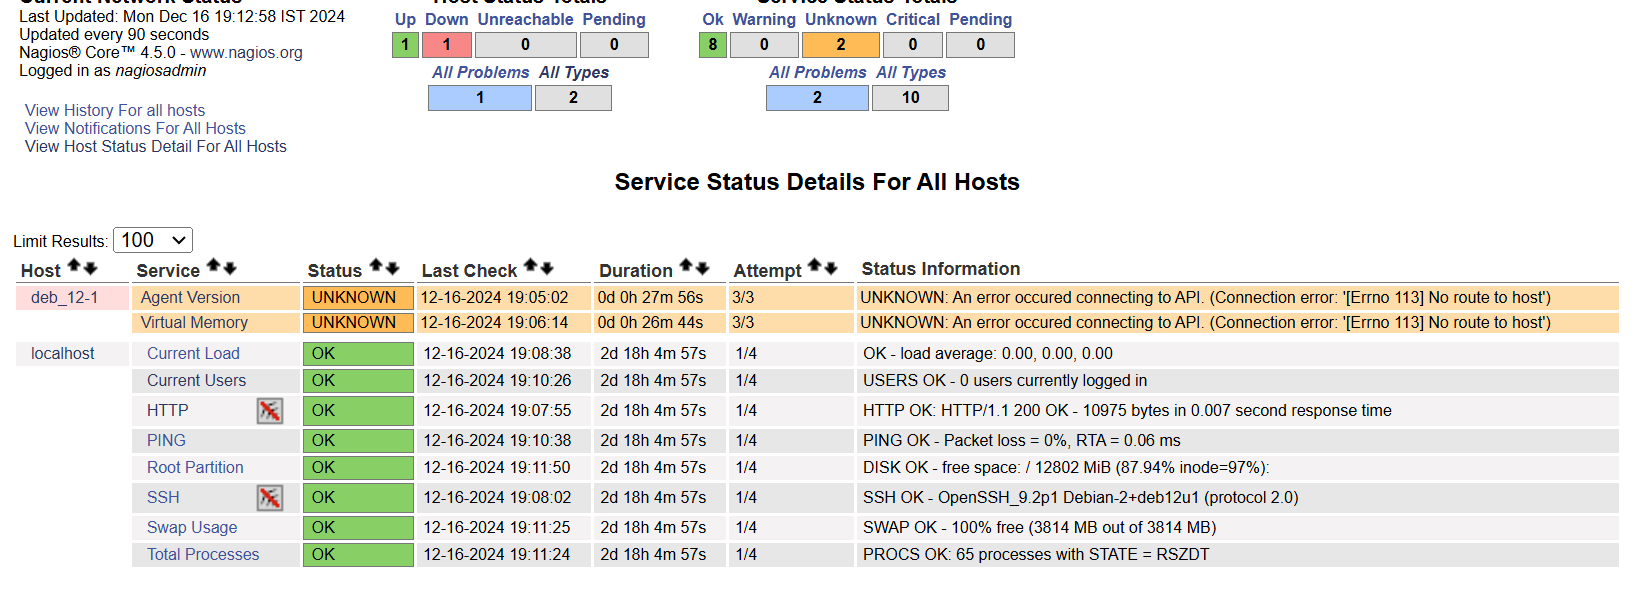 Current Network Status
Last Updated: Mon Dec 16 19:12:58 IST 2024
Updated every 90 seconds
Nagios® Core™ 4.5.0 - www.nagios.org
Logged in as nagiosadmin
View History For all hosts
View Notifications For All Hosts
View Host Status Detail For All Hosts
Host Status Totals
Up Down Unreachable Pending
1 1 0 0
All Problems All Types
1 2
Service Status Totals
Ok Warning Unknown Critical Pending
8 0 2 0 0
All Problems All Types
2 10
Service Status Details For All Hosts
Limit Results: 100
Host Service Status Last Check Duration Attempt Status Information
deb_12-1 Agent Version UNKNOWN 12-16-2024 19:05:02 0d 0h 27m 56s 3/3 UNKNOWN: An error occured connecting to API. (Connection error: '[Errno 113] No route to host')
Virtual Memory UNKNOWN 12-16-2024 19:06:14 0d 0h 26m 44s 3/3 UNKNOWN: An error occured connecting to API. (Connection error: '[Errno 113] No route to host')
localhost Current Load OK 12-16-2024 19:08:38 2d 18h 4m 57s 1/4 OK - load average: 0.00, 0.00, 0.00
Current Users OK 12-16-2024 19:10:26 2d 18h 4m 57s 1/4 USERS OK - 0 users currently logged in
HTTP OK 12-16-2024 19:07:55 2d 18h 4m 57s 1/4 HTTP OK: HTTP/1.1 200 OK - 10975 bytes in 0.007 second response time
PING OK 12-16-2024 19:10:38 2d 18h 4m 57s 1/4 PING OK - Packet loss = 0%, RTA = 0.06 ms
Root Partition OK 12-16-2024 19:11:50 2d 18h 4m 57s 1/4 DISK OK - free space: / 12802 MiB (87.94% inode=97%):
SSH OK 12-16-2024 19:08:02 2d 18h 4m 57s 1/4 SSH OK - OpenSSH_9.2p1 Debian-2+deb12u1 (protocol 2.0)
Swap Usage OK 12-16-2024 19:11:25 2d 18h 4m 57s 1/4 SWAP OK - 100% free (3814 MB out of 3814 MB)
Total Processes OK 12-16-2024 19:11:24 2d 18h 4m 57s 1/4 PROCS OK: 65 processes with STATE = RSZDT